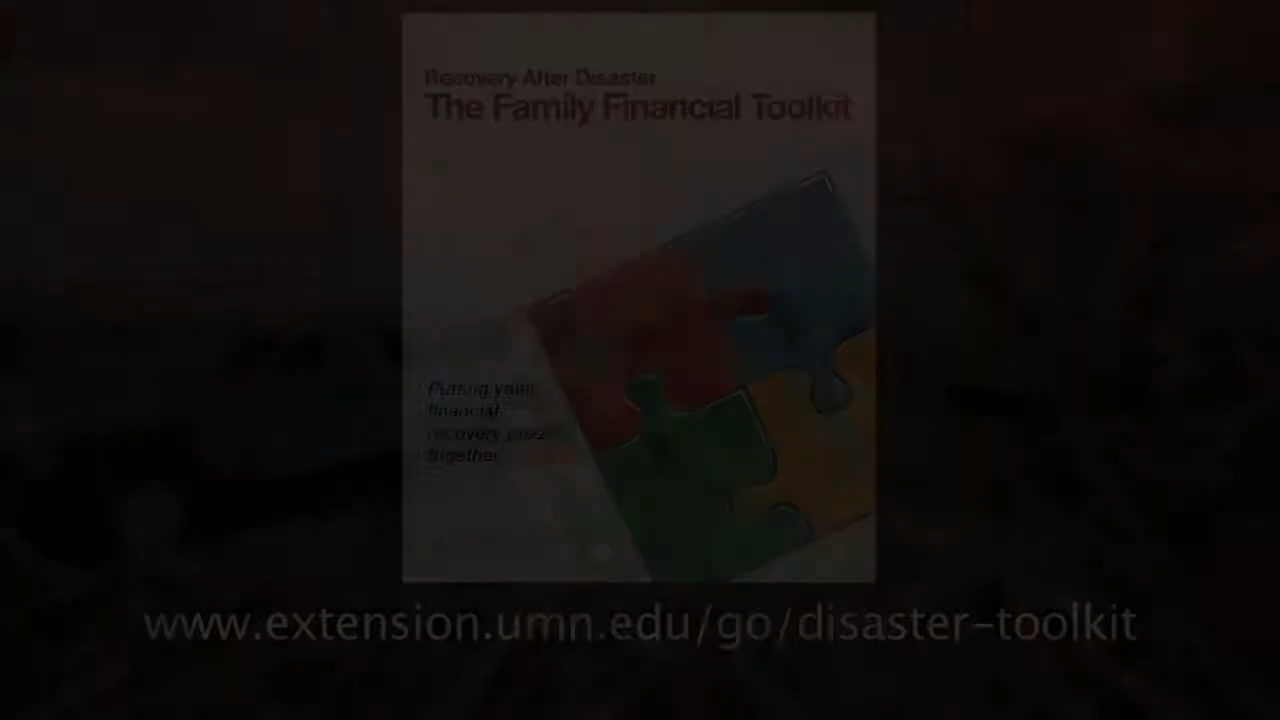 Recovery After Disaster
The Family Financial Toolkit
Putting your
financial
recovery pieces
together
www.extension.umn.edu/go/disaster-toolkit